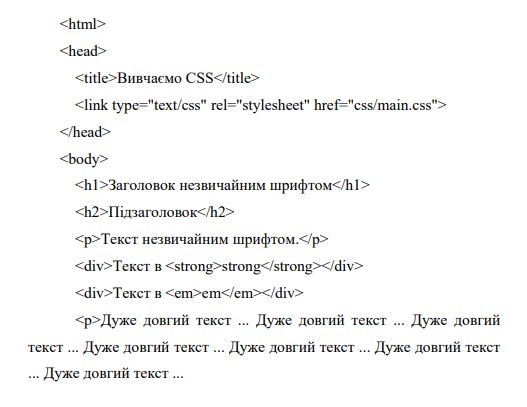 <html>
<head>
<title>Вивчаємо CSS</title>
<link type="text/css" rel="stylesheet" href="css/main.css">
</head>
<body>
<h1>Заголовок незвичайним шрифтом</h1>
<h2>Підзаголовок</h2>
<p>Текст незвичайним шрифтом.</p>
<div>Текст в <strong>strong</strong></div>
<div>Текст в <em>em</em></div>
<p>Дуже довгий текст ... Дуже довгий текст ... Дуже довгий
текст ... Дуже довгий текст ... Дуже довгий текст ... Дуже довгий текст
... Дуже довгий текст ...